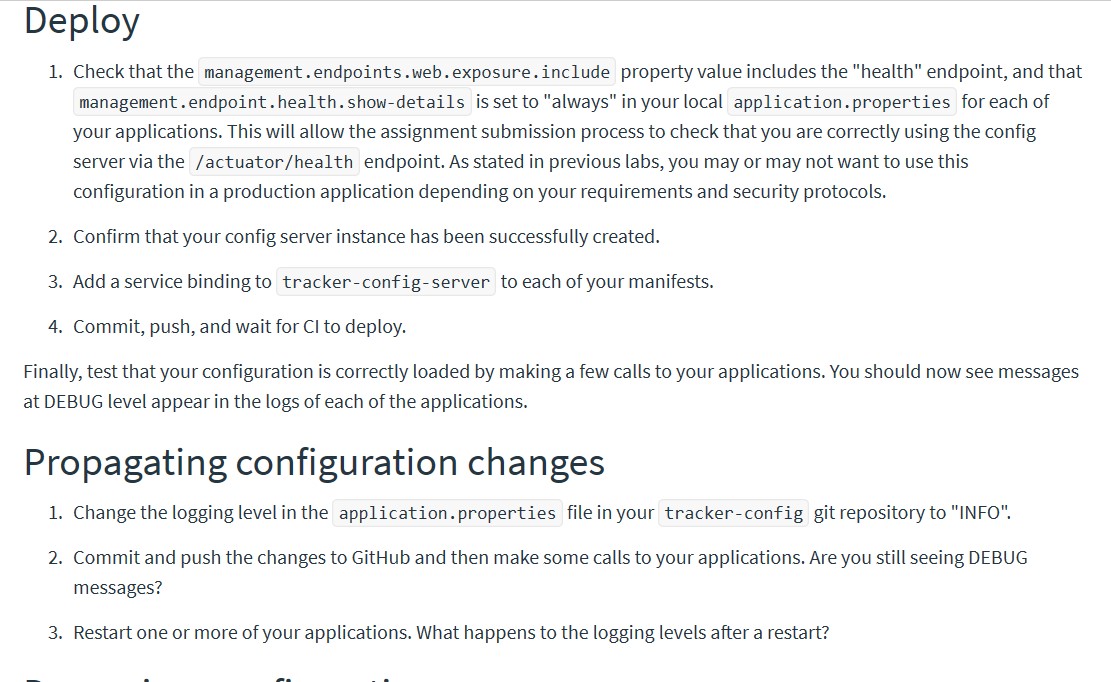 Deploy
1. Check that the management.endpoints.web.exposure.include property value includes the "health" endpoint, and that
management.endpoint.health.show-details is set to "always" in your local application.properties for each of
your applications. This will allow the assignment submission process to check that you are correctly using the config
server via the /actuator/health endpoint. As stated in previous labs, you may or may not want to use this
configuration in a production application depending on your requirements and security protocols.
2. Confirm that your config server instance has been successfully created.
3. Add a service binding to tracker-config-server to each of your manifests.
4. Commit, push, and wait for CI to deploy.
Finally, test that your configuration is correctly loaded by making a few calls to your applications. You should now see messages
at DEBUG level appear in the logs of each of the applications.
Propagating configuration changes
1. Change the logging level in the application.properties file in your tracker-config git repository to "INFO".
2. Commit and push the changes to GitHub and then make some calls to your applications. Are you still seeing DEBUG
messages?
3. Restart one or more of your applications. What happens to the logging levels after a restart?